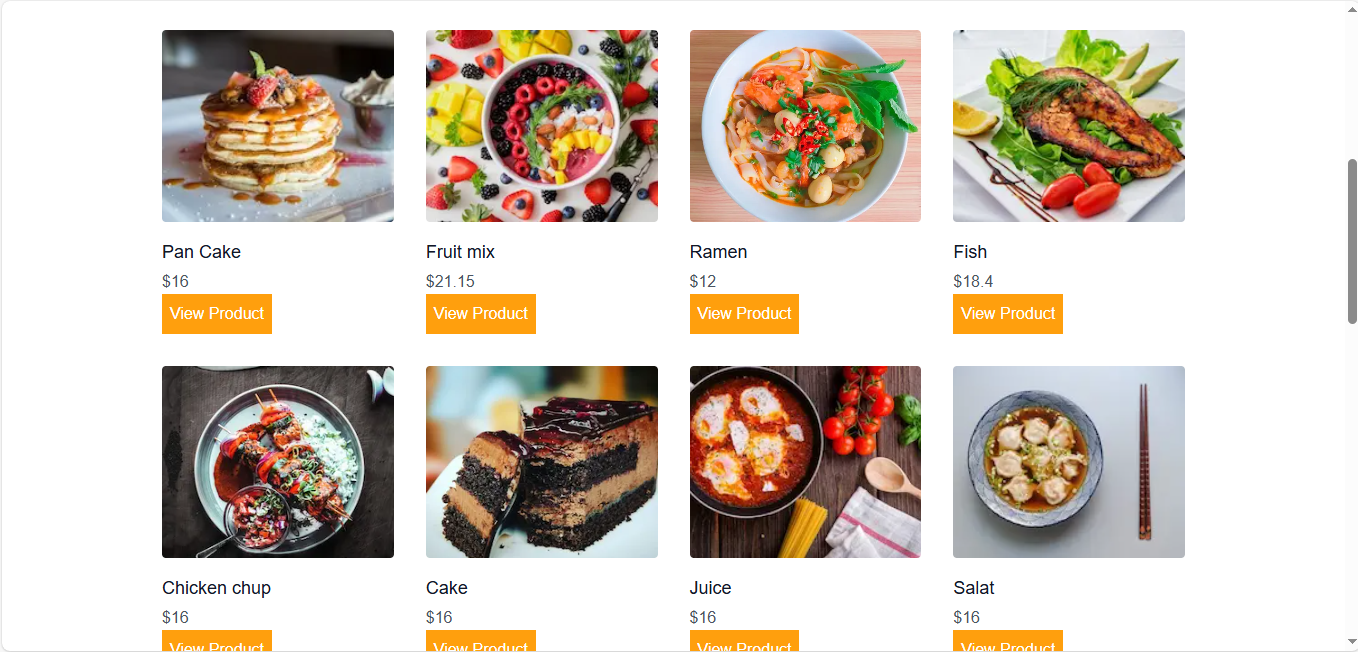 Pan Cake
$16
View Product
Fruit mix
$21.15
View Product
Ramen
$12
View Product
Fish
$18.4
View Product
Chicken chup
$16
View Product
Cake
$16
View Product
Juice
$16
View Product
Salat
$16
View Product